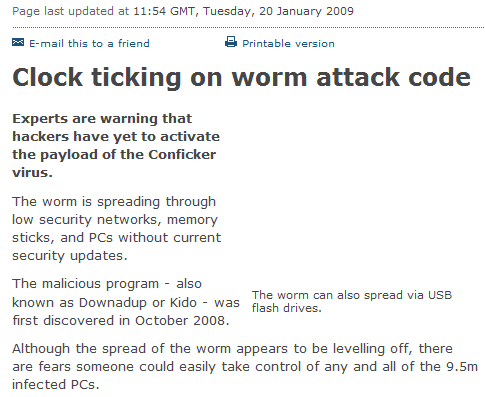 Page last updated at 11:54 GMT, Tuesday, 20 January 2009
E-mail this to a friend
Printable version
Clock ticking on worm attack code
Experts are warning that
hackers have yet to activate
the payload of the Conficker
virus.
The worm is spreading through
low security networks, memory
sticks, and PCs without current
security updates.
The malicious program - also
known as Downadup or Kido - was
first discovered in October 2008.
The worm can also spread via USB
flash drives.
Although the spread of the worm appears to be levelling off, there
are fears someone could easily take control of any and all of the 9.5m
infected PCs.